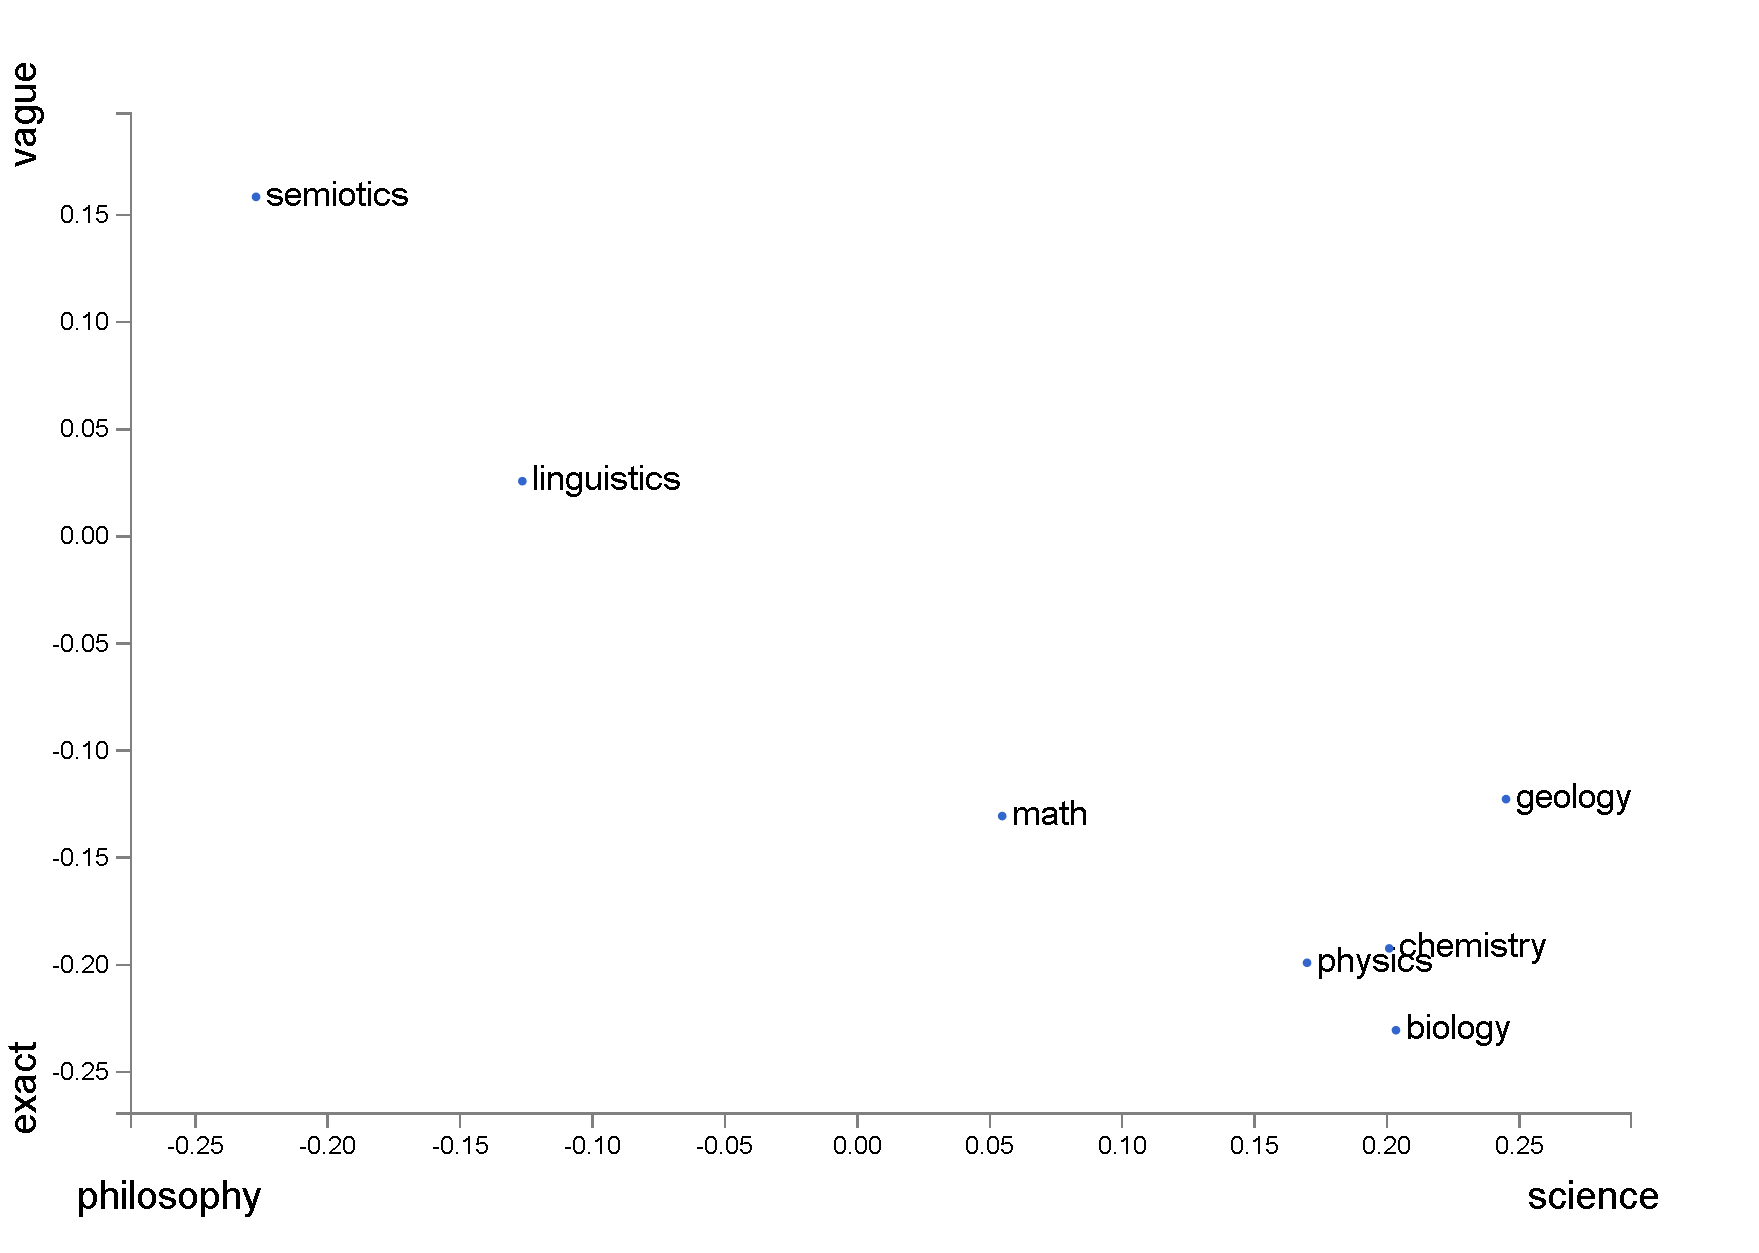 vague
semiotics
0.15
0.10
0.05
linguistics
0.00
-0.05
-0.10
geology
math
-0.15
chemistry
physics
-0.20
biology
-0.25
exact
-0.25 -0.20 -0.15 -0.10 -0.05 0.00 0.05 0.10 0.15 0.20 0.25
philosophy science